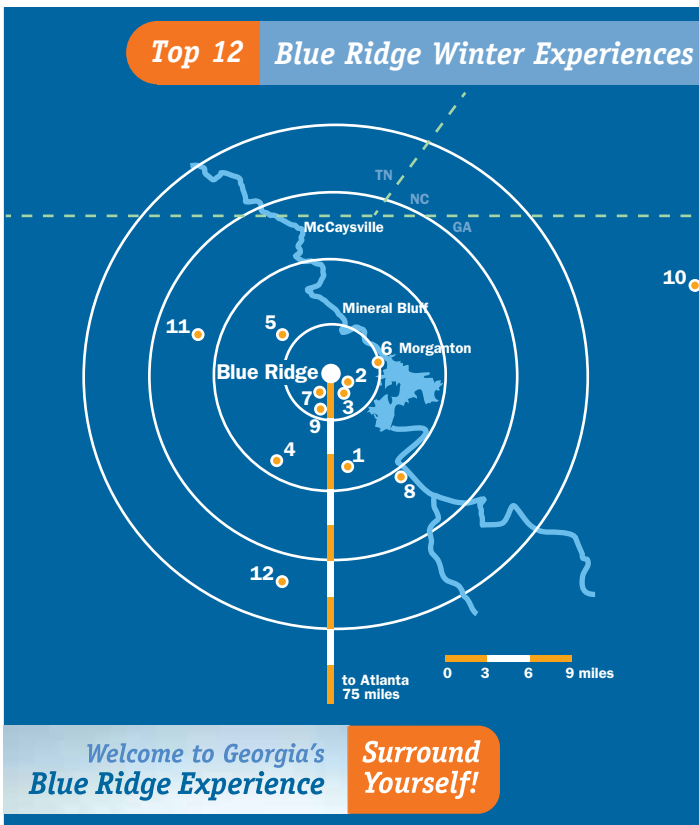 Top 12 Blue Ridge Winter Experiences
TN
NC
McCaysville GA
10
Mineral Bluff
11 5
6 Morganton
Blue Ridge 2
7 3
9
4 1
8
12
to Atlanta
75 miles
0 3 6 9 miles
Welcome to Georgia's
Blue Ridge Experience
Surround
Yourself!